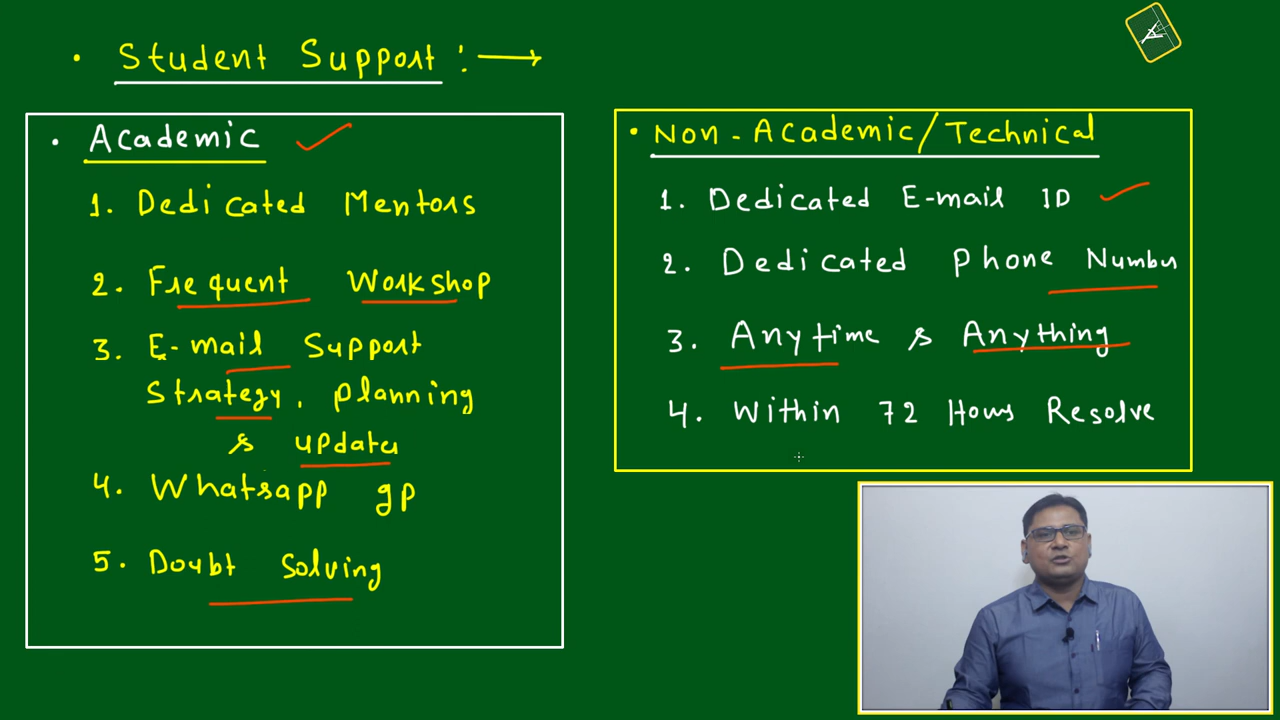 • Student Support : →
• Academic
1. Dedicated Mentors
2. Frequent Workshop
3. E-mail Support
Strategy, Planning
& update
4. Whatsapp gp
5. Doubt Solving
• Non-Academic/Technical
1. Dedicated E-mail ID
2. Dedicated Phone Number
3. Anytime & Anything
4. Within 72 Hours Resolve